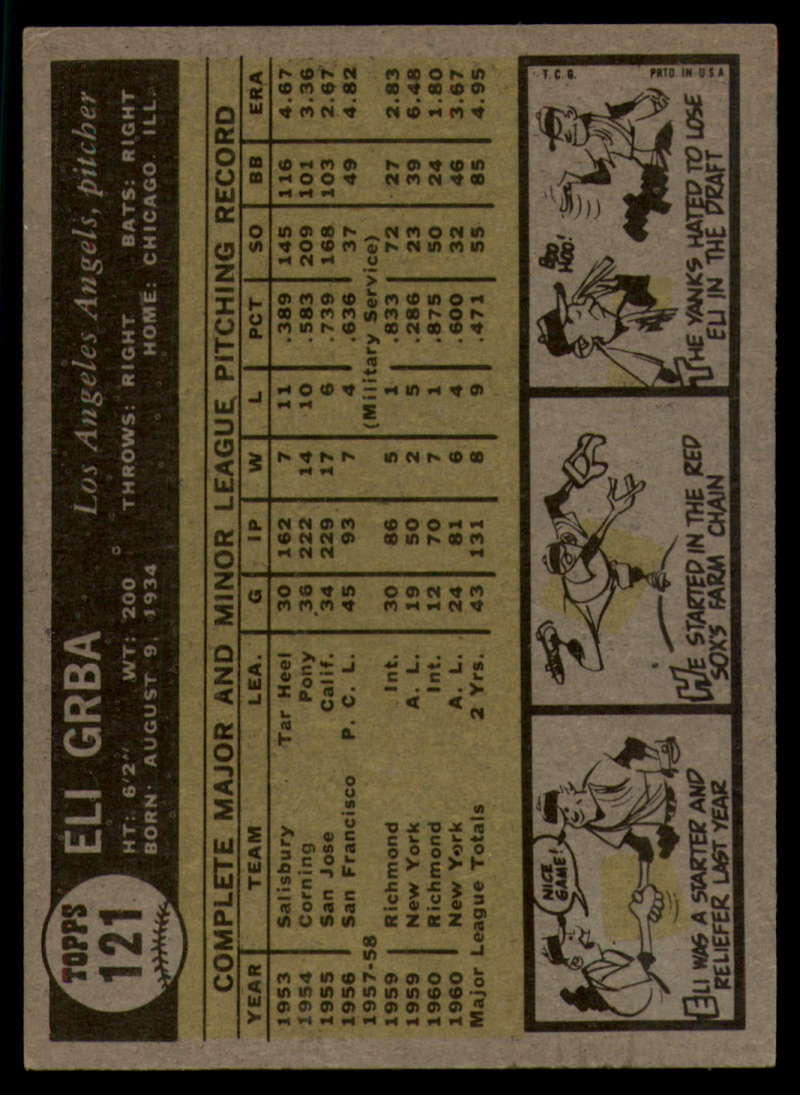 TOPPS
121
ELI GRBA Los Angeles Angels, pitcher
HT: 6'2" WT: 200 THROWS: RIGHT BATS: RIGHT
BORN: AUGUST 9, 1934 HOME: CHICAGO, ILL.
COMPLETE MAJOR AND MINOR LEAGUE PITCHING RECORD
YEAR TEAM LEA. G IP W L PCT SO BB ERA
1953 Salisbury Tar Heel 30 162 7 11 .389 145 116 4.67
1954 Corning Pony 36 222 14 10 .583 209 101 3.36
1955 San Jose Calif. 34 229 17 6 .739 168 103 2.67
1956 San Francisco P. C. L. 45 93 7 4 .636 37 49 4.82
1957-58 (Military Service)
1959 Richmond Int. 30 86 5 1 .833 72 27 2.83
1959 New York A. L. 19 50 2 5 .286 23 39 6.48
1960 Richmond Int. 12 70 7 1 .875 50 24 1.80
1960 New York A. L. 24 81 6 4 .600 32 46 3.67
Major League Totals 2 Yrs. 43 131 8 9 .471 55 85 4.95
NICE
GAME!
ELI WAS A STARTER AND
RELIEFER LAST YEAR
HE STARTED IN THE RED
SOX'S FARM CHAIN
T.C.G. PRTD IN U S A
BOO
HOO!
THE YANKS HATED TO LOSE
ELI IN THE DRAFT